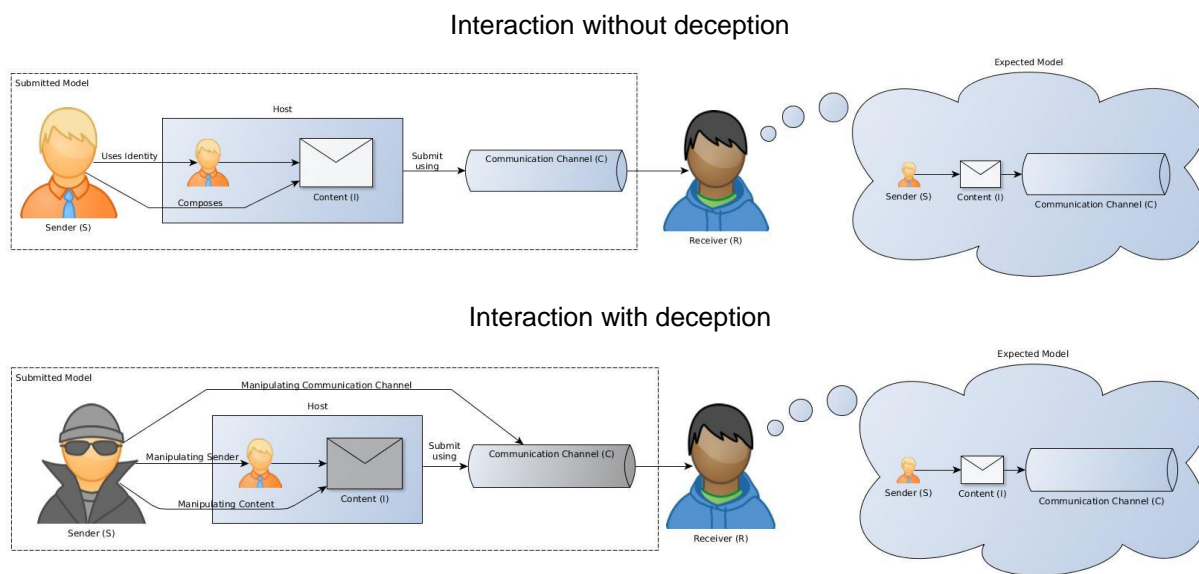 Interaction without deception
Submitted Model
Expected Model
Host
Uses Identity
Submit
using
Communication Channel (C)
Composes
Content (I)
Sender (S)
Receiver (R)
Sender (S)
Content (I)
Communication Channel (C)
Interaction with deception
Submitted Model
Expected Model
Manipulating Communication Channel
Host
Manipulating Sender
Submit
using
Communication Channel (C)
Manipulating Content
Content (I)
Sender (S)
Receiver (R)
Sender (S)
Content (I)
Communication Channel (C)